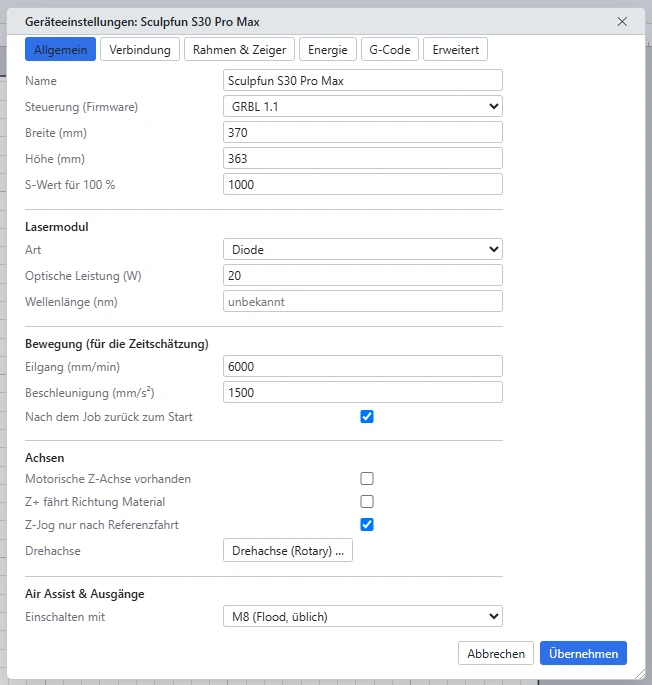 Geräteeinstellungen: Sculpfun S30 Pro Max
Allgemein Verbindung Rahmen & Zeiger Energie G-Code Erweitert
Name Sculpfun S30 Pro Max
Steuerung (Firmware) GRBL 1.1
Breite (mm) 370
Höhe (mm) 363
S-Wert für 100 % 1000
Lasermodul
Art Diode
Optische Leistung (W) 20
Wellenlänge (nm) unbekannt
Bewegung (für die Zeitschätzung)
Eilgang (mm/min) 6000
Beschleunigung (mm/s²) 1500
Nach dem Job zurück zum Start
Achsen
Motorische Z-Achse vorhanden
Z+ fährt Richtung Material
Z-Jog nur nach Referenzfahrt
Drehachse Drehachse (Rotary) ...
Air Assist & Ausgänge
Einschalten mit M8 (Flood, üblich)
Abbrechen Übernehmen